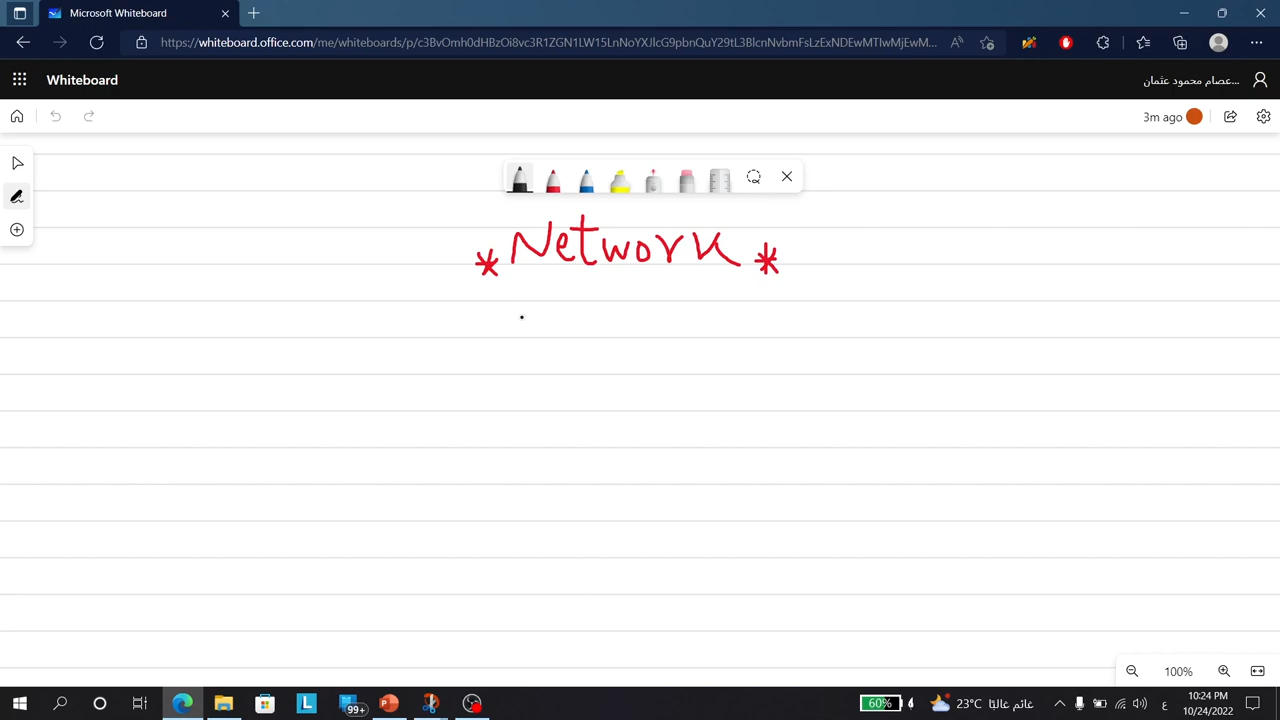 Microsoft Whiteboard
https://whiteboard.office.com/me/whiteboards/p/c3BvOmh0dHBzOi8vc3R1ZGN1LW15LnNoYXJlcG9pbnQuY29tL3BlcnNvbmFsLzExNDEwMTIwMjEwM...
Whiteboard
عصام محمود عثمان...
3m ago
* Network *
100%
99+
60%
23°C غائم غالبًا
ع
10:24 PM
10/24/2022